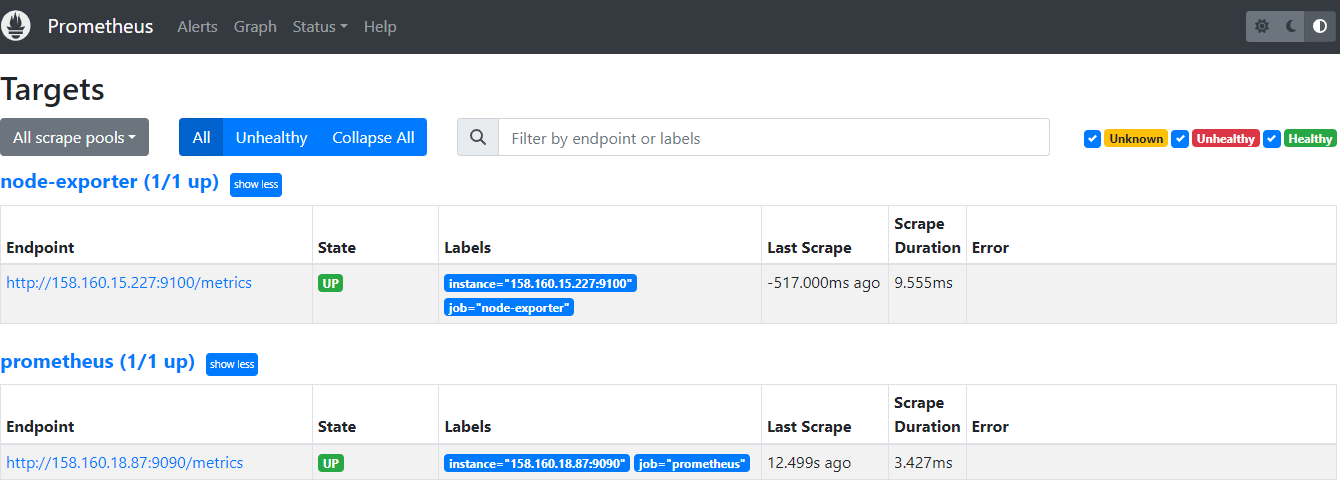 Prometheus Alerts Graph Status Help
Targets
All scrape pools All Unhealthy Collapse All Filter by endpoint or labels Unknown Unhealthy Healthy
node-exporter (1/1 up) show less
Endpoint State Labels Last Scrape Scrape Duration Error
http://158.160.15.227:9100/metrics UP instance="158.160.15.227:9100" -517.000ms ago 9.555ms
job="node-exporter"
prometheus (1/1 up) show less
Endpoint State Labels Last Scrape Scrape Duration Error
http://158.160.18.87:9090/metrics UP instance="158.160.18.87:9090" job="prometheus" 12.499s ago 3.427ms